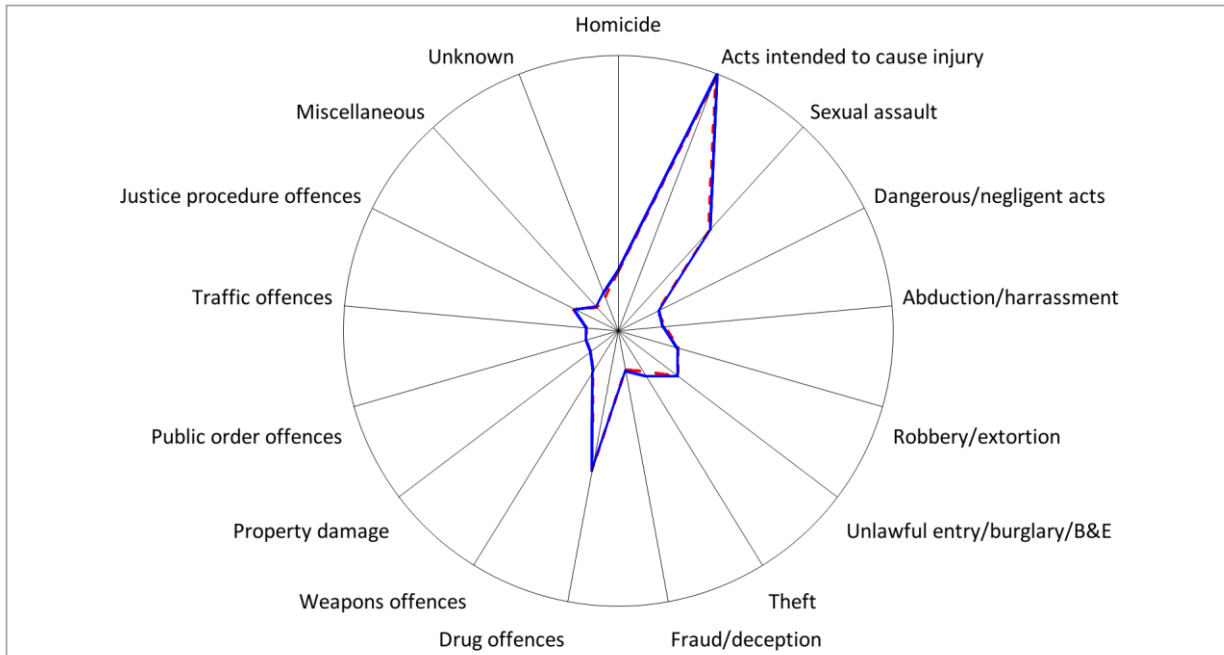 Homicide
Unknown
Acts intended to cause injury
Miscellaneous
Sexual assault
Justice procedure offences
Dangerous/negligent acts
Traffic offences
Abduction/harrassment
Public order offences
Robbery/extortion
Property damage
Unlawful entry/burglary/B&E
Weapons offences
Theft
Drug offences
Fraud/deception